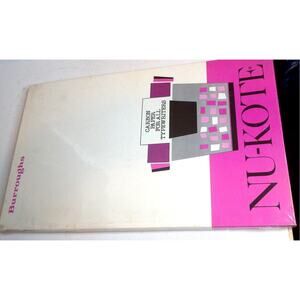 Burroughs
CARBON
PAPER
FOR ALL
TYPEWRITERS
NU-KOTE